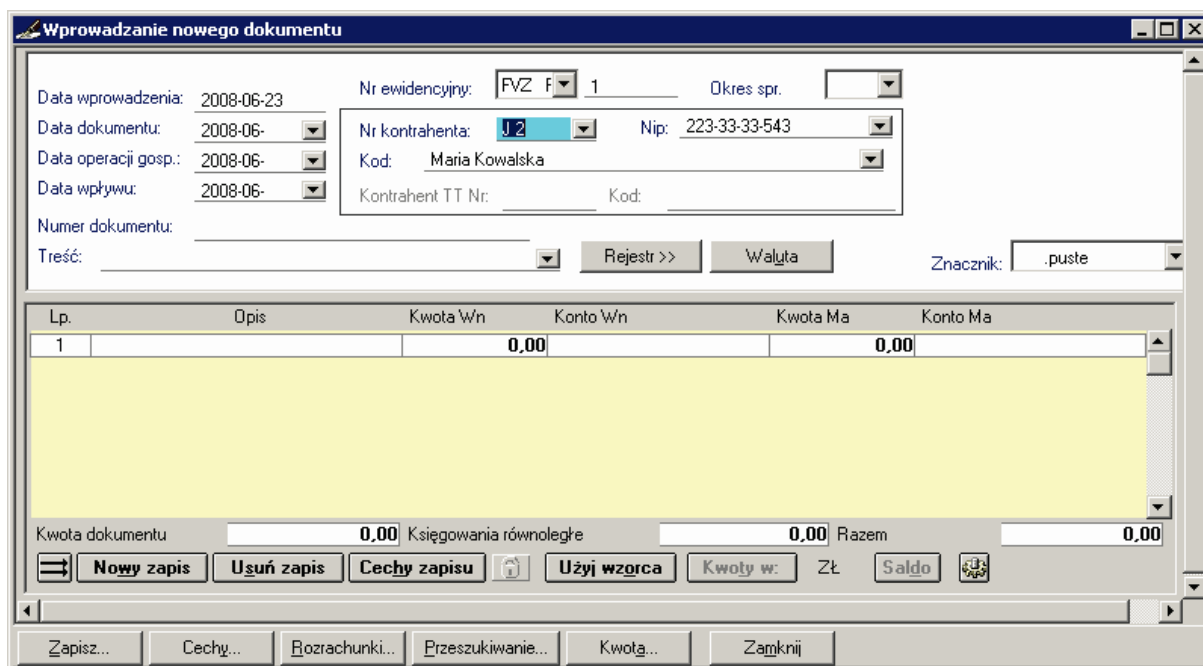 Wprowadzanie nowego dokumentu
Nr ewidencyjny: FVZ F 1 Okres spr.
Data wprowadzenia: 2008-06-23
Data dokumentu: 2008-06- Nr kontrahenta: J 2 Nip: 223-33-33-543
Data operacji gosp.: 2008-06- Kod: Maria Kowalska
Data wpływu: 2008-06- Kontrahent TT Nr: Kod:
Numer dokumentu:
Treść: Rejestr >> Waluta Znacznik: .puste
Lp. Opis Kwota Wn Konto Wn Kwota Ma Konto Ma
1 0,00 0,00
Kwota dokumentu 0,00 Księgowania równoległe 0,00 Razem 0,00
Nowy zapis Usuń zapis Cechy zapisu Użyj wzorca Kwoty w: ZŁ Saldo
Zapisz... Cechy... Rozrachunki... Przeszukiwanie... Kwota... Zamknij